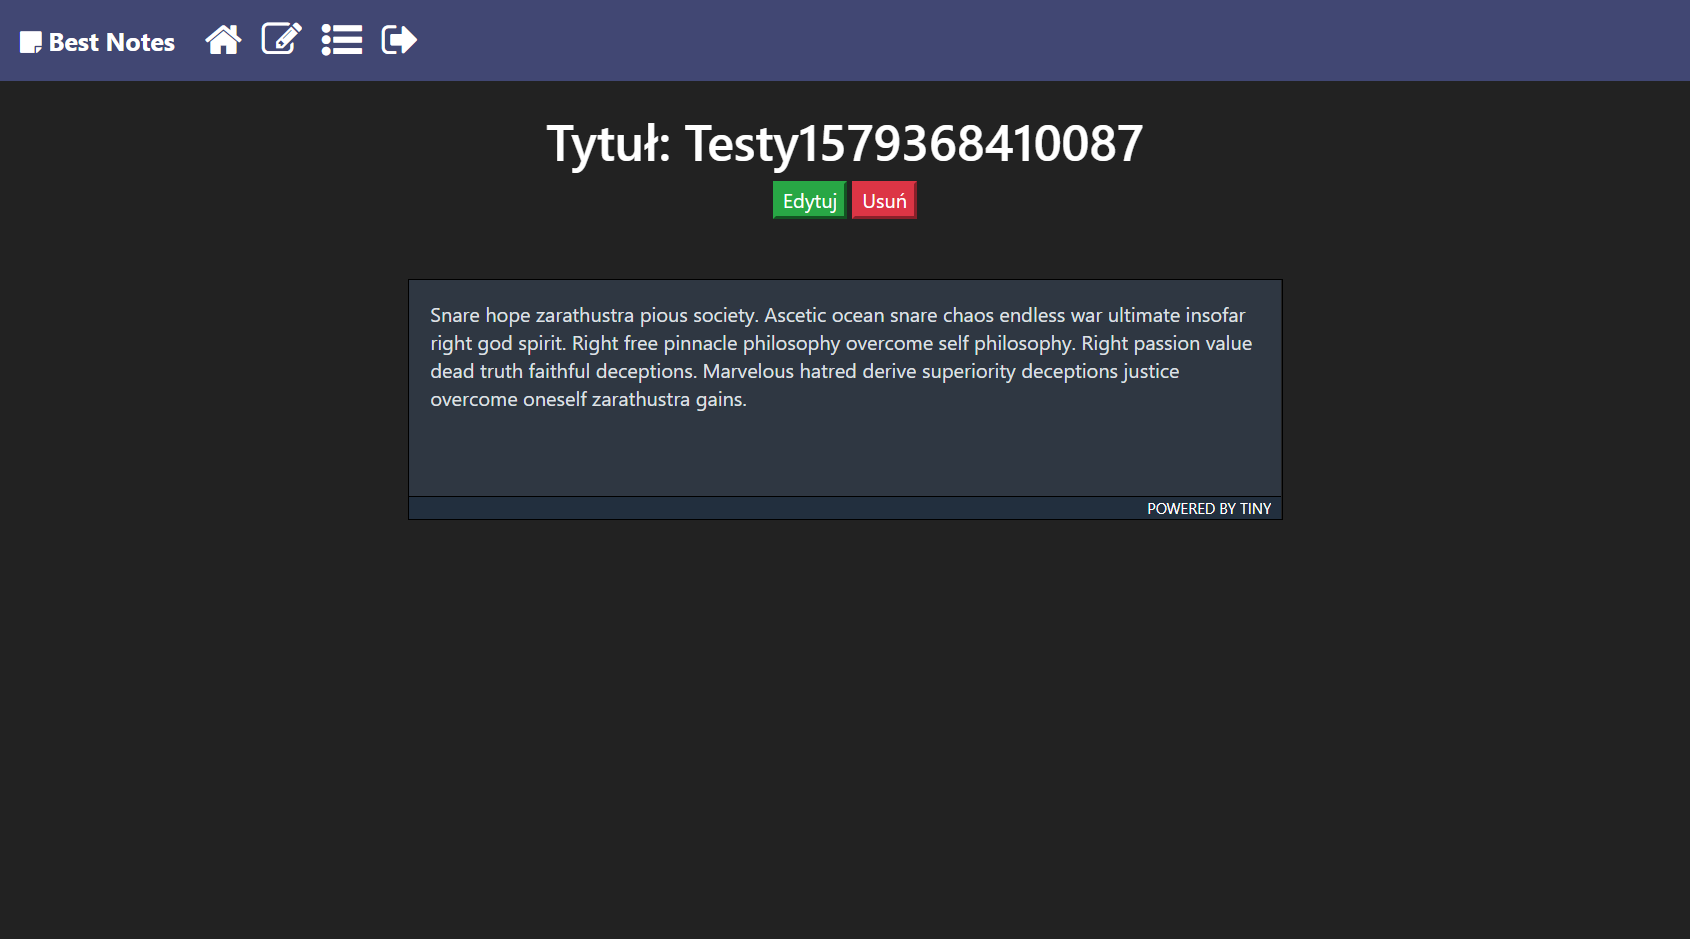 Best Notes
Tytuł: Testy1579368410087
Edytuj Usuń
Snare hope zarathustra pious society. Ascetic ocean snare chaos endless war ultimate insofar
right god spirit. Right free pinnacle philosophy overcome self philosophy. Right passion value
dead truth faithful deceptions. Marvelous hatred derive superiority deceptions justice
overcome oneself zarathustra gains.
POWERED BY TINY